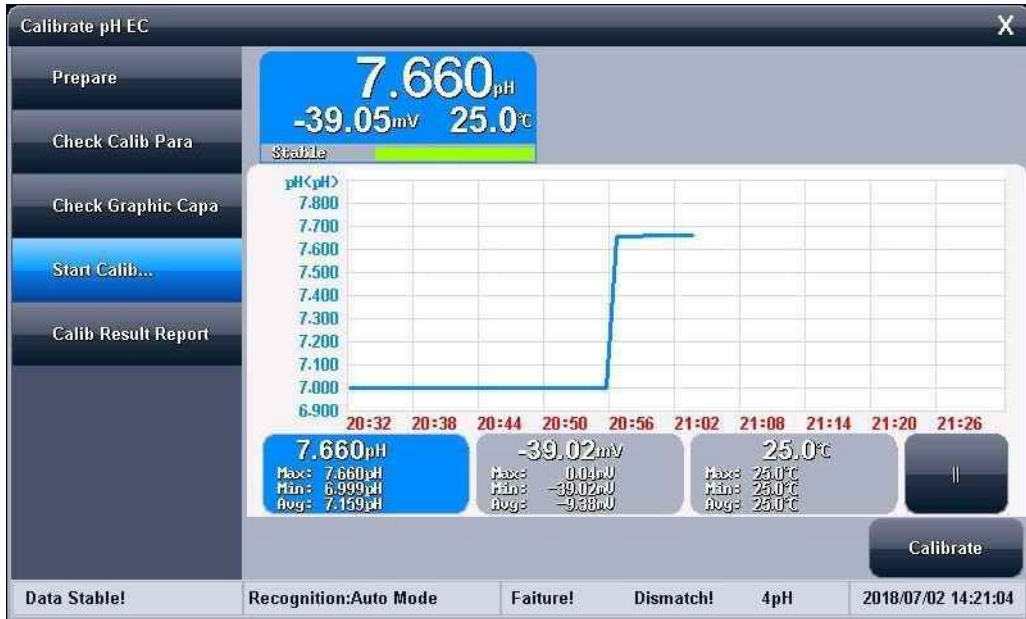 Calibrate pH EC
X
Prepare
Check Calib Para
Check Graphic Capa
Start Calib...
Calib Result Report
7.660pH
-39.05mV 25.0℃
Stable
pH<pH>
7.800
7.700
7.600
7.500
7.400
7.300
7.200
7.100
7.000
6.900
20:32 20:38 20:44 20:50 20:56 21:02 21:08 21:14 21:20 21:26
7.660pH
Max: 7.660pH
Min: 6.999pH
Avg: 7.159pH
-39.02mV
Max: 0.04mV
Min: -39.02mV
Avg: -9.38mV
25.0℃
Max: 25.0℃
Min: 25.0℃
Avg: 25.0℃
Calibrate
Data Stable! Recognition:Auto Mode Faiture! Dismatch! 4pH 2018/07/02 14:21:04